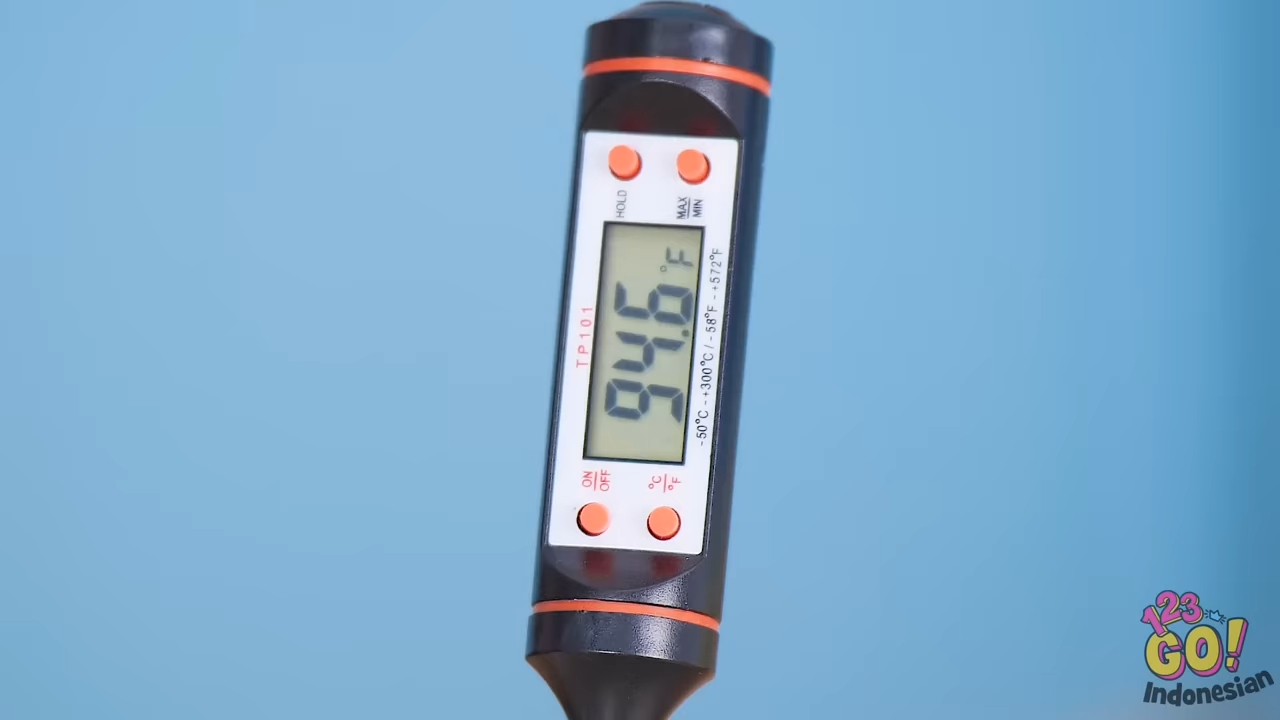 HOLD
MAX
MIN
94.6 °F
TP101
-50°C - +300°C / -58°F - +572°F
ON
OFF
°C
°F
123
GO!
Indonesian